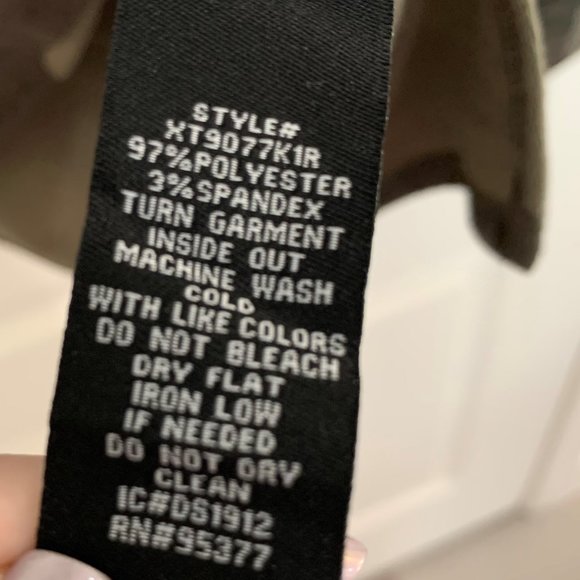 STYLE#
XT9077K1R
97%POLYESTER
3%SPANDEX
TURN GARMENT
INSIDE OUT
MACHINE WASH
COLD
WITH LIKE COLORS
DO NOT BLEACH
DRY FLAT
IRON LOW
IF NEEDED
DO NOT DRY
CLEAN
IC#DS1912
RN#95377